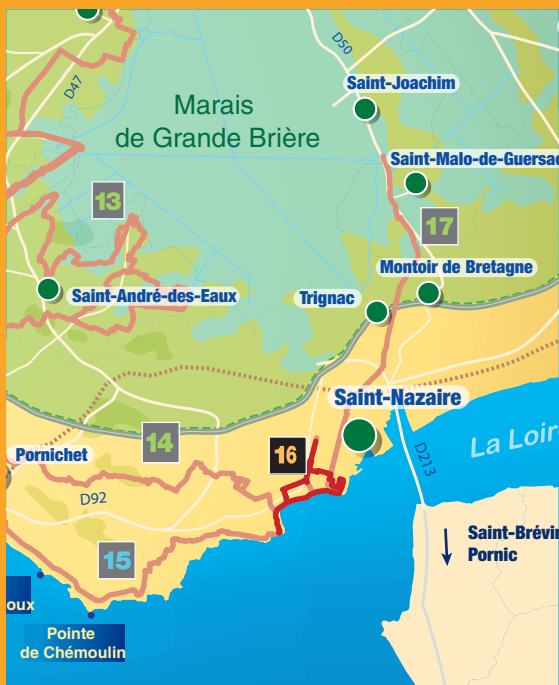 D50
D47
Saint-Joachim
Marais
de Grande Brière
Saint-Malo-de-Guersac
13
17
Montoir de Bretagne
Saint-André-des-Eaux
Trignac
Saint-Nazaire
14
16
Pornichet
La Loire
D213
D92
Saint-Brévin
Pornic
15
oux
Pointe
de Chémoulin